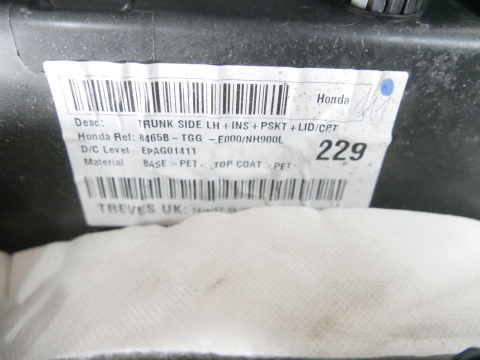 Honda
Desc: TRUNK SIDE LH + INS + PSKT + LID/CPT
Honda Ref: 8465B - TGG - E000/NH900L
D/C Level EPAG01411
229
Material BASE >PET< TOP COAT >PET<
TREVES UK: